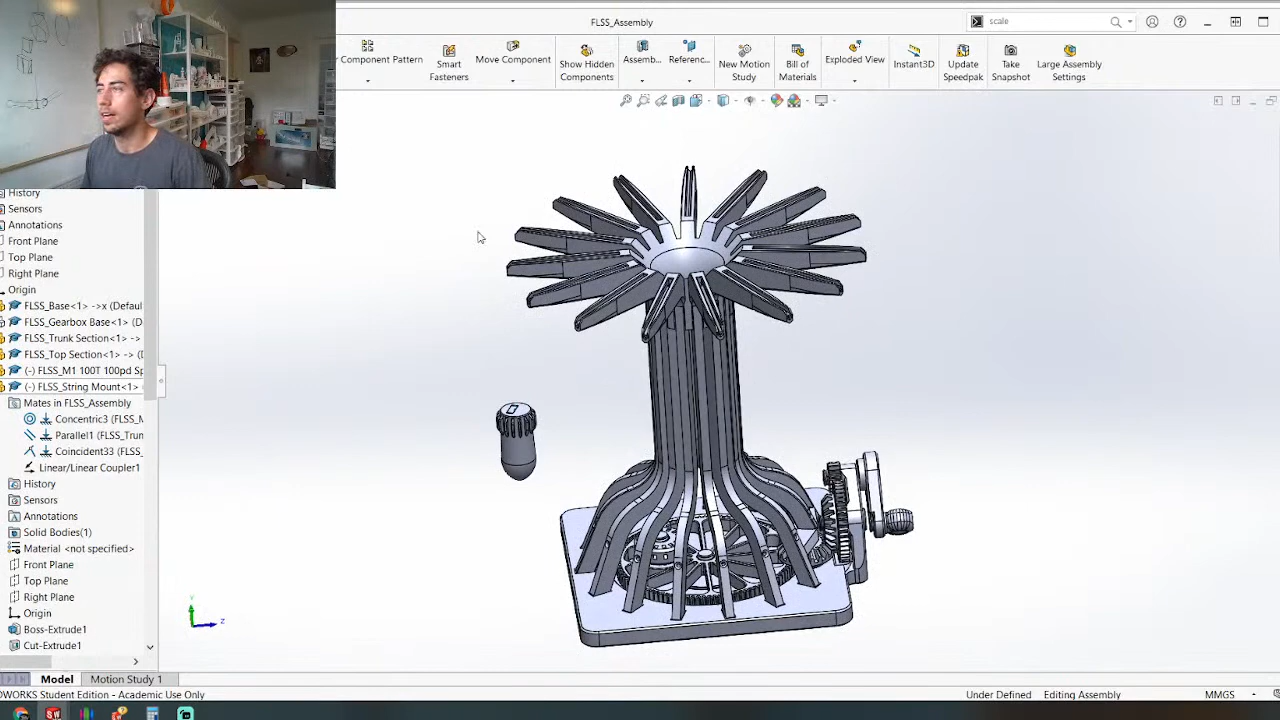 FLSS_Assembly
scale
Component Pattern
Smart Fasteners
Move Component
Show Hidden Components
Assemb...
Referenc...
New Motion Study
Bill of Materials
Exploded View
Instant3D
Update Speedpak
Take Snapshot
Large Assembly Settings
History
Sensors
Annotations
Front Plane
Top Plane
Right Plane
Origin
FLSS_Base<1> ->x (Defaul
FLSS_Gearbox Base<1> (D
FLSS_Trunk Section<1> ->
FLSS_Top Section<1> -> (D
(-) FLSS_M1 100T 100pd Sp
(-) FLSS_String Mount<1>
Mates in FLSS_Assembly
Concentric3 (FLSS_M
Parallel1 (FLSS_Trun
Coincident33 (FLSS_
Linear/Linear Coupler1
History
Sensors
Annotations
Solid Bodies(1)
Material <not specified>
Front Plane
Top Plane
Right Plane
Origin
Boss-Extrude1
Cut-Extrude1
Y
Z
Model
Motion Study 1
DWORKS Student Edition - Academic Use Only
Under Defined
Editing Assembly
MMGS